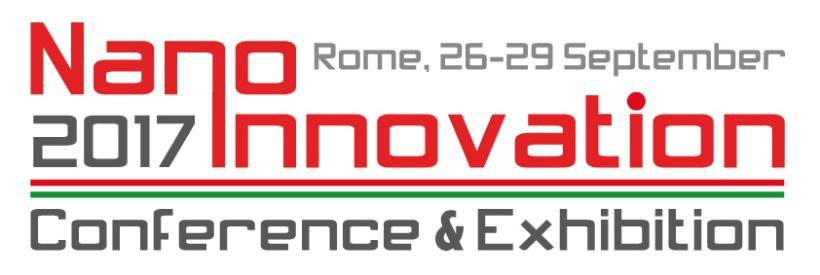 Nano Rome, 26-29 September
2017 Innovation
Conference & Exhibition